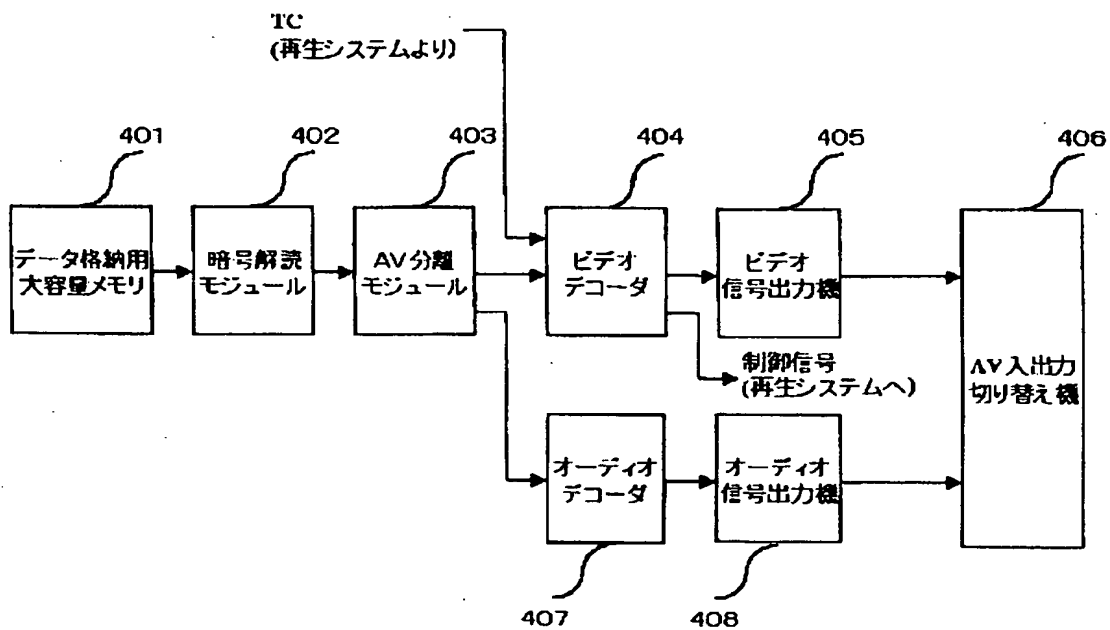 TC
(再生システムより)
401
402
403
404
405
406
データ格納用
大容量メモリ
暗号解読
モジュール
AV分離
モジュール
ビデオ
デコーダ
ビデオ
信号出力機
制御信号
(再生システムへ)
AV入出力
切り替え機
オーディオ
デコーダ
オーディオ
信号出力機
407
408